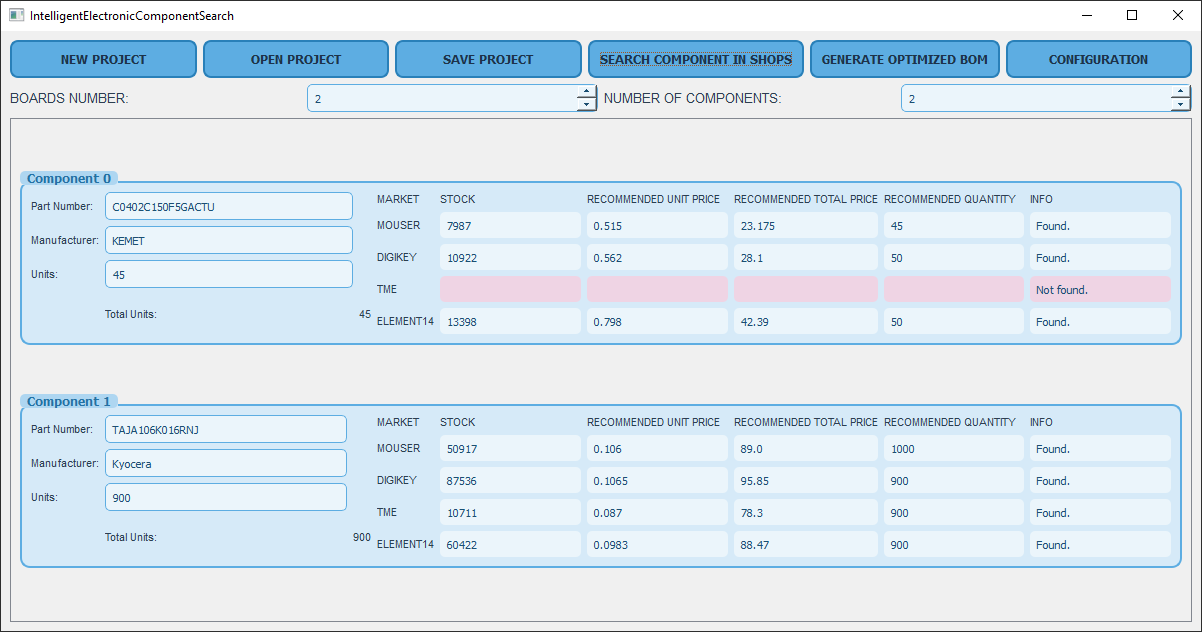 IntelligentElectronicComponentSearch
NEW PROJECT OPEN PROJECT SAVE PROJECT SEARCH COMPONENT IN SHOPS GENERATE OPTIMIZED BOM CONFIGURATION
BOARDS NUMBER: 2 NUMBER OF COMPONENTS: 2
Component 0
Part Number: C0402C150F5GACTU MARKET STOCK RECOMMENDED UNIT PRICE RECOMMENDED TOTAL PRICE RECOMMENDED QUANTITY INFO
MOUSER 7987 0.515 23.175 45 Found.
Manufacturer: KEMET
DIGIKEY 10922 0.562 28.1 50 Found.
Units: 45
TME Not found.
Total Units: 45
ELEMENT14 13398 0.798 42.39 50 Found.
Component 1
Part Number: TAJA106K016RNJ MARKET STOCK RECOMMENDED UNIT PRICE RECOMMENDED TOTAL PRICE RECOMMENDED QUANTITY INFO
MOUSER 50917 0.106 89.0 1000 Found.
Manufacturer: Kyocera
DIGIKEY 87536 0.1065 95.85 900 Found.
Units: 900
TME 10711 0.087 78.3 900 Found.
Total Units: 900
ELEMENT14 60422 0.0983 88.47 900 Found.